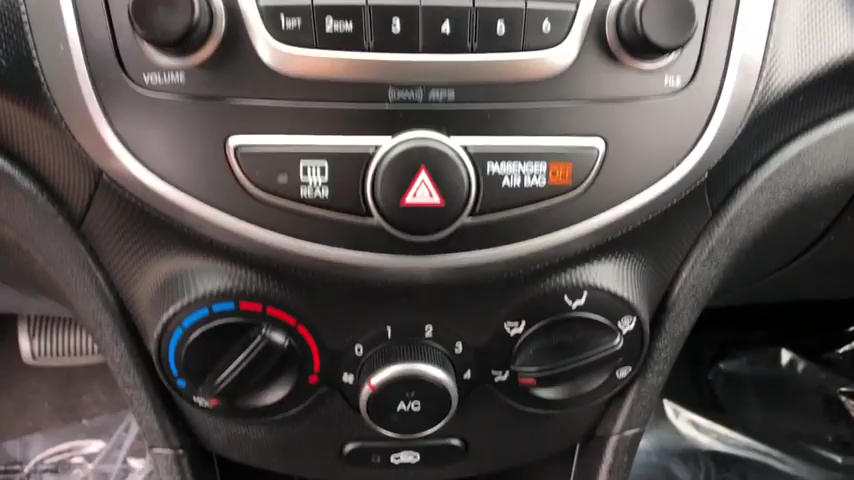 1RPT 2RDM 3 4 5 6
VOLUME
FILE
((XM)) MP3
REAR
PASSENGER
AIR BAG OFF
0 1 2 3 4
A/C